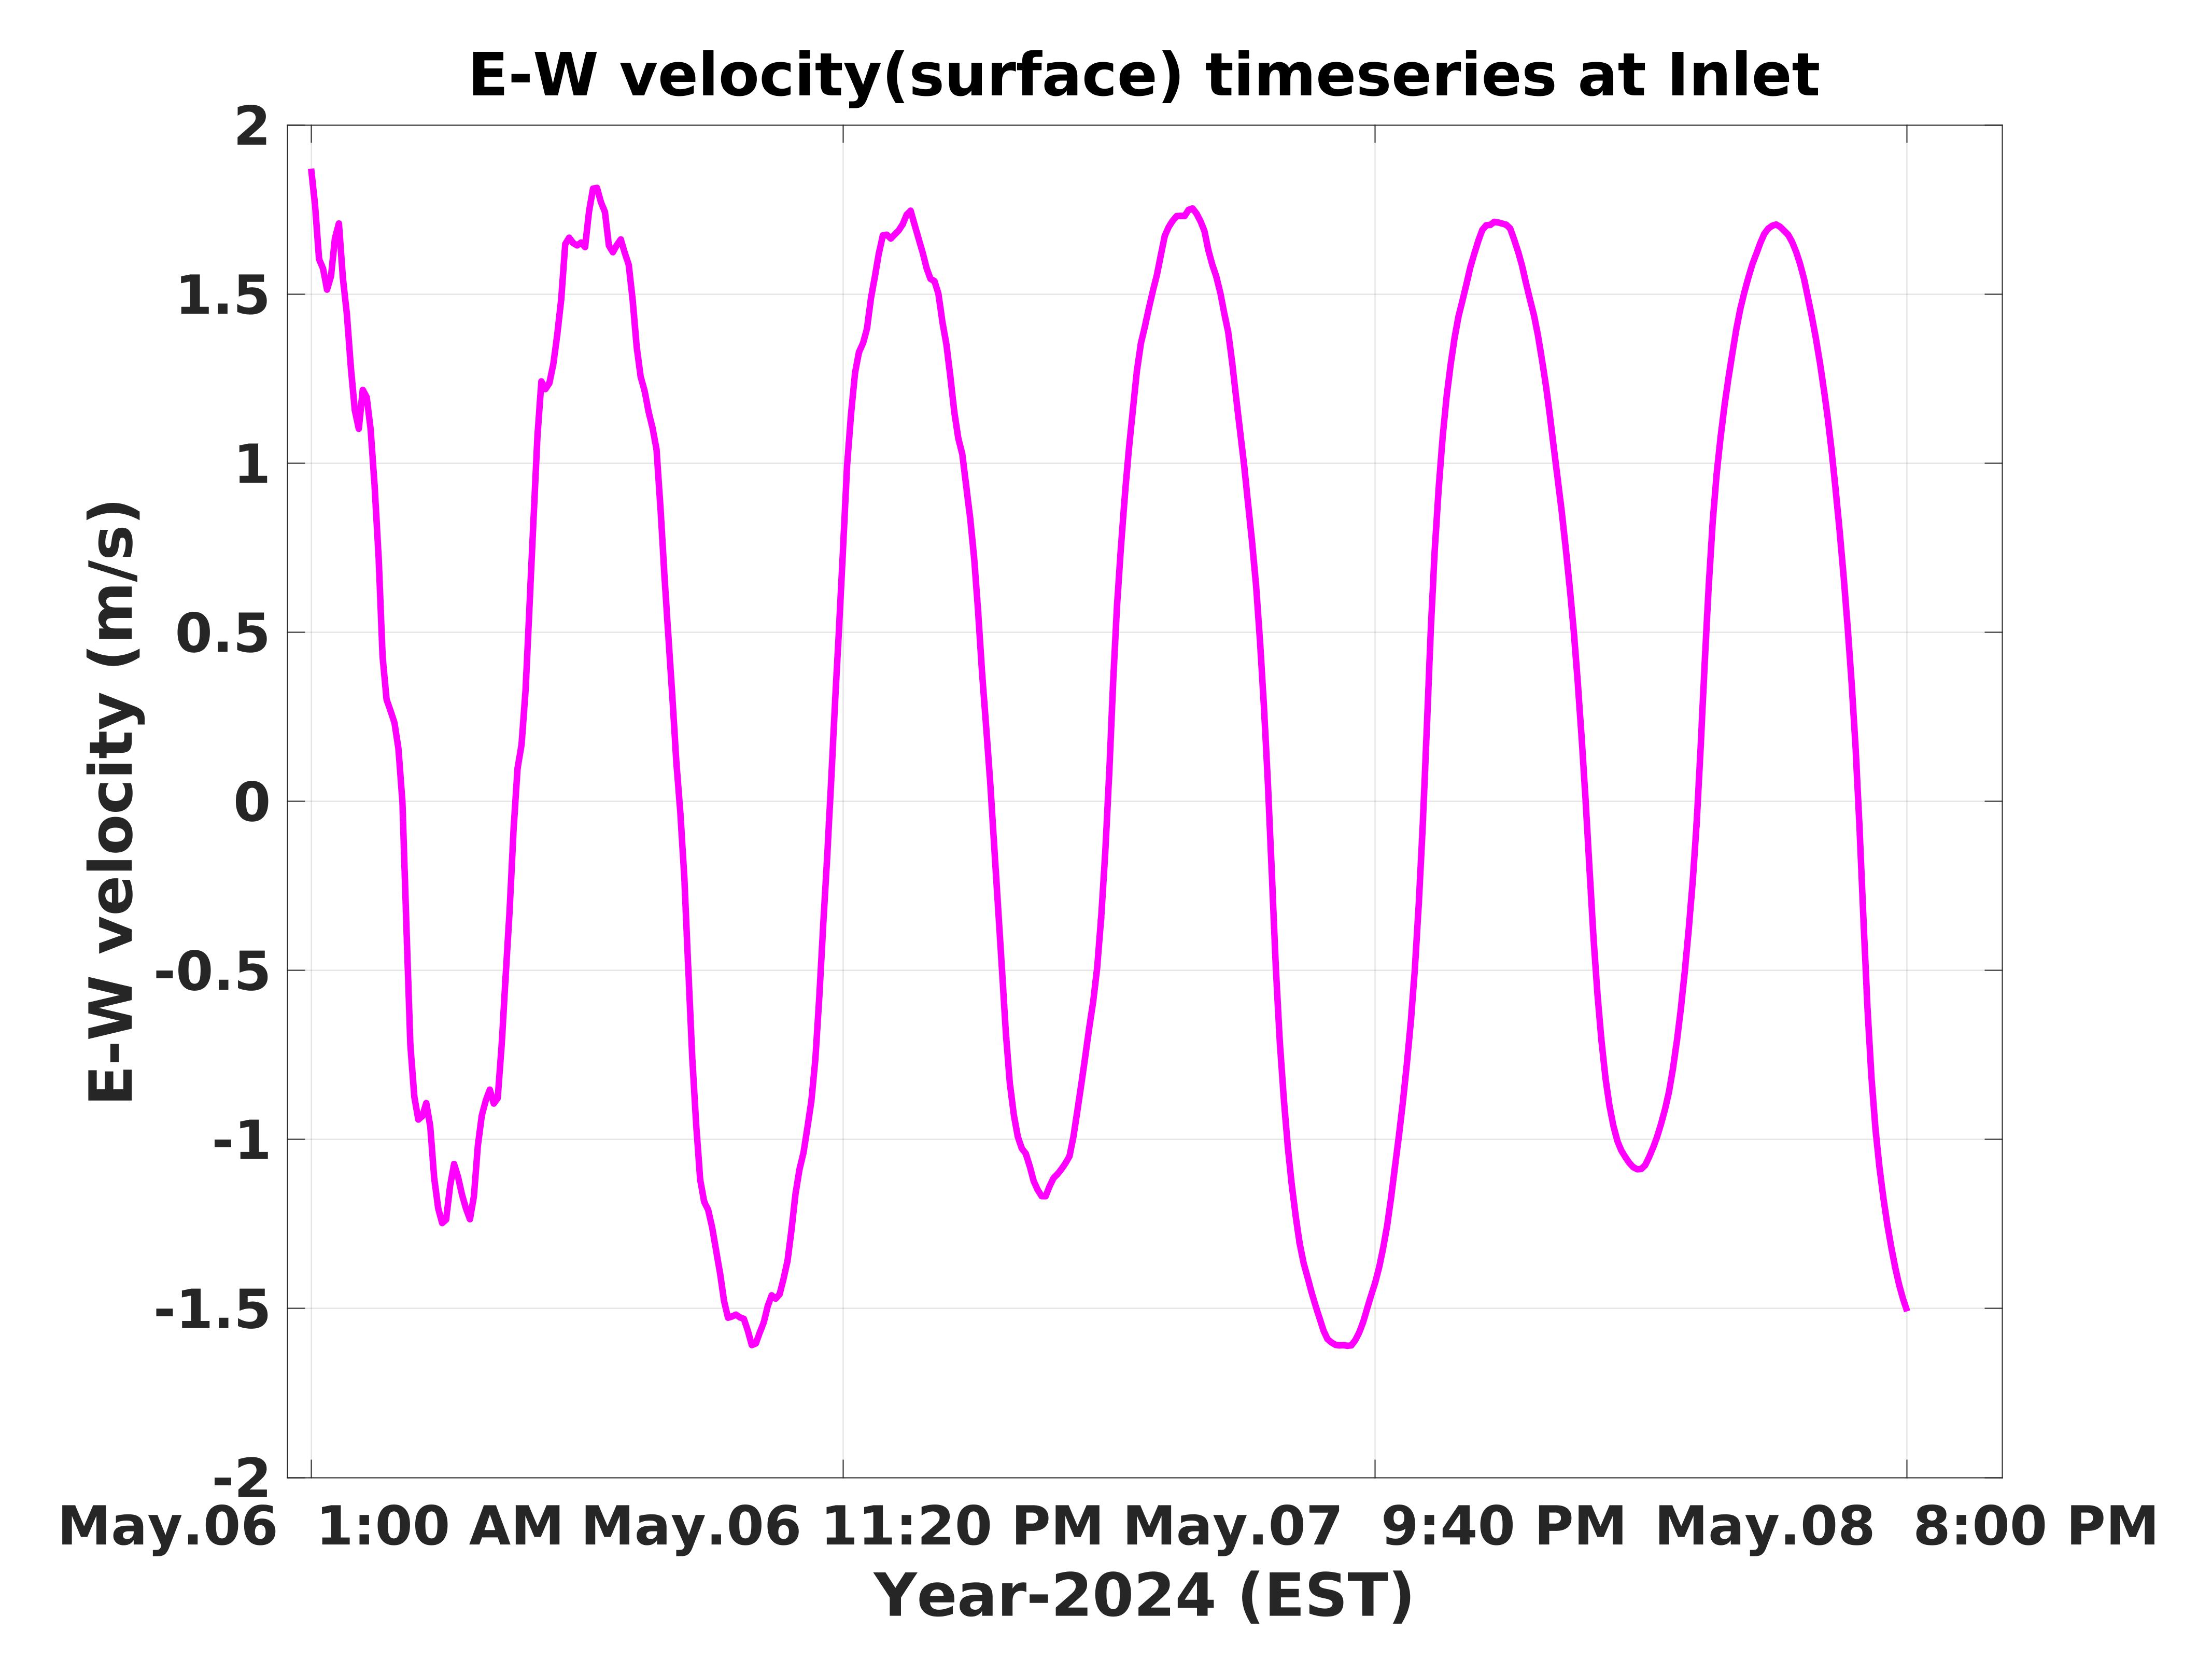 E-W velocity(surface) timeseries at Inlet
2
1.5
1
0.5
0
-0.5
-1
-1.5
-2
E-W velocity (m/s)
May.06 1:00 AM May.06 11:20 PM May.07 9:40 PM May.08 8:00 PM
Year-2024 (EST)